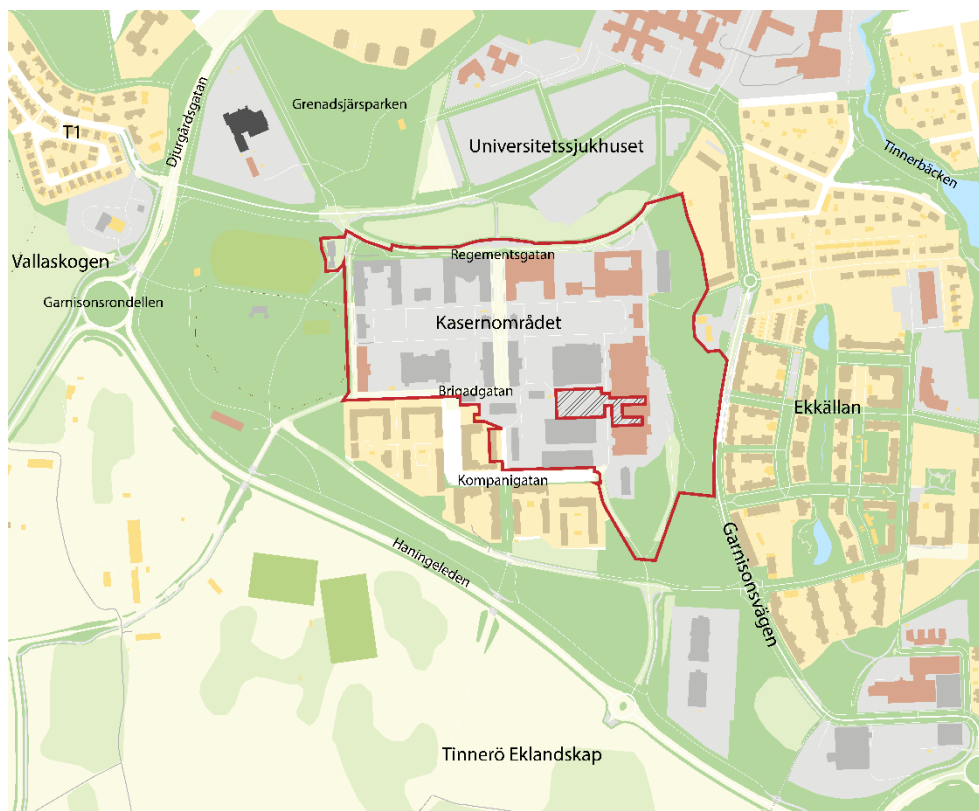 Grenadsjärsparken
T1
Djurgårdsgatan
Universitetssjukhuset
Tinnerbäcken
Vallaskogen
Regementsgatan
Garnisonsrondellen
Kasernområdet
Brigadgatan
Ekkällan
Kompanigatan
Haningeleden
Garnisonsvägen
Tinnerö Eklandskap